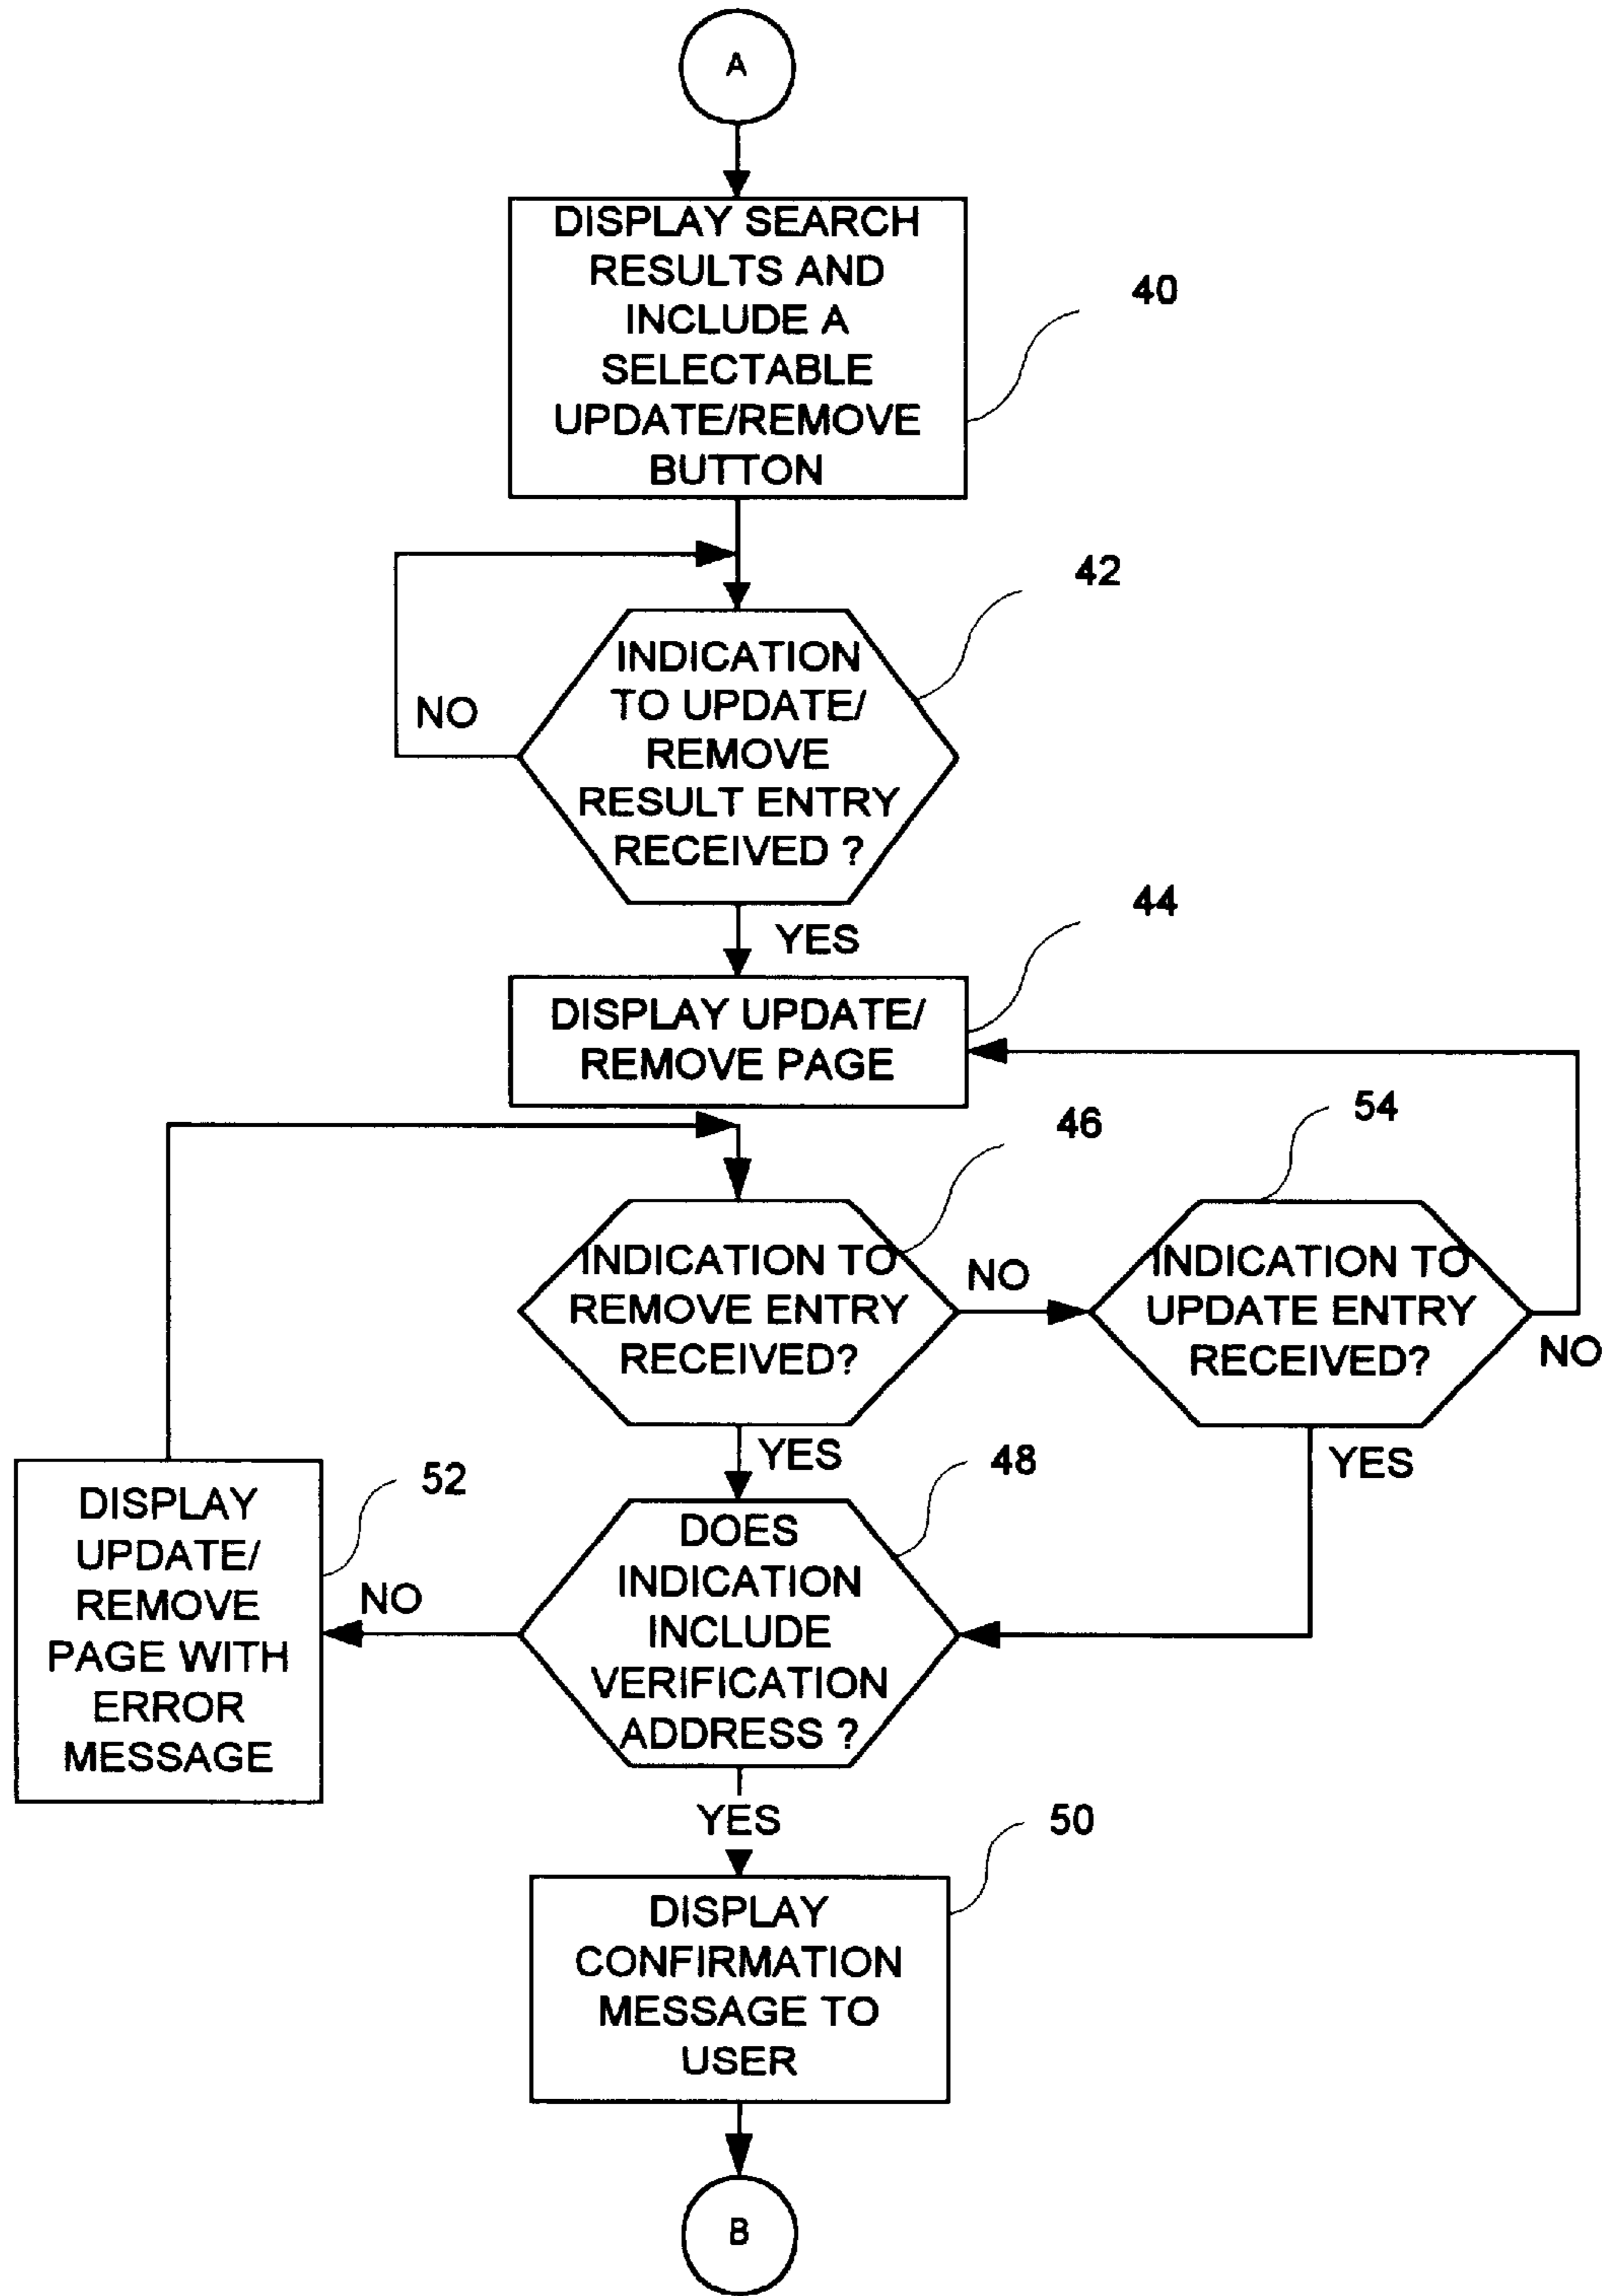 A
DISPLAY SEARCH
RESULTS AND
INCLUDE A
SELECTABLE
UPDATE/REMOVE
BUTTON
40
42
INDICATION
TO UPDATE/
REMOVE
RESULT ENTRY
RECEIVED ?
NO
YES
44
DISPLAY UPDATE/
REMOVE PAGE
46
54
INDICATION TO
REMOVE ENTRY
RECEIVED?
NO
INDICATION TO
UPDATE ENTRY
RECEIVED?
NO
YES
YES
48
52
DISPLAY
UPDATE/
REMOVE
PAGE WITH
ERROR
MESSAGE
NO
DOES
INDICATION
INCLUDE
VERIFICATION
ADDRESS ?
YES
50
DISPLAY
CONFIRMATION
MESSAGE TO
USER
B